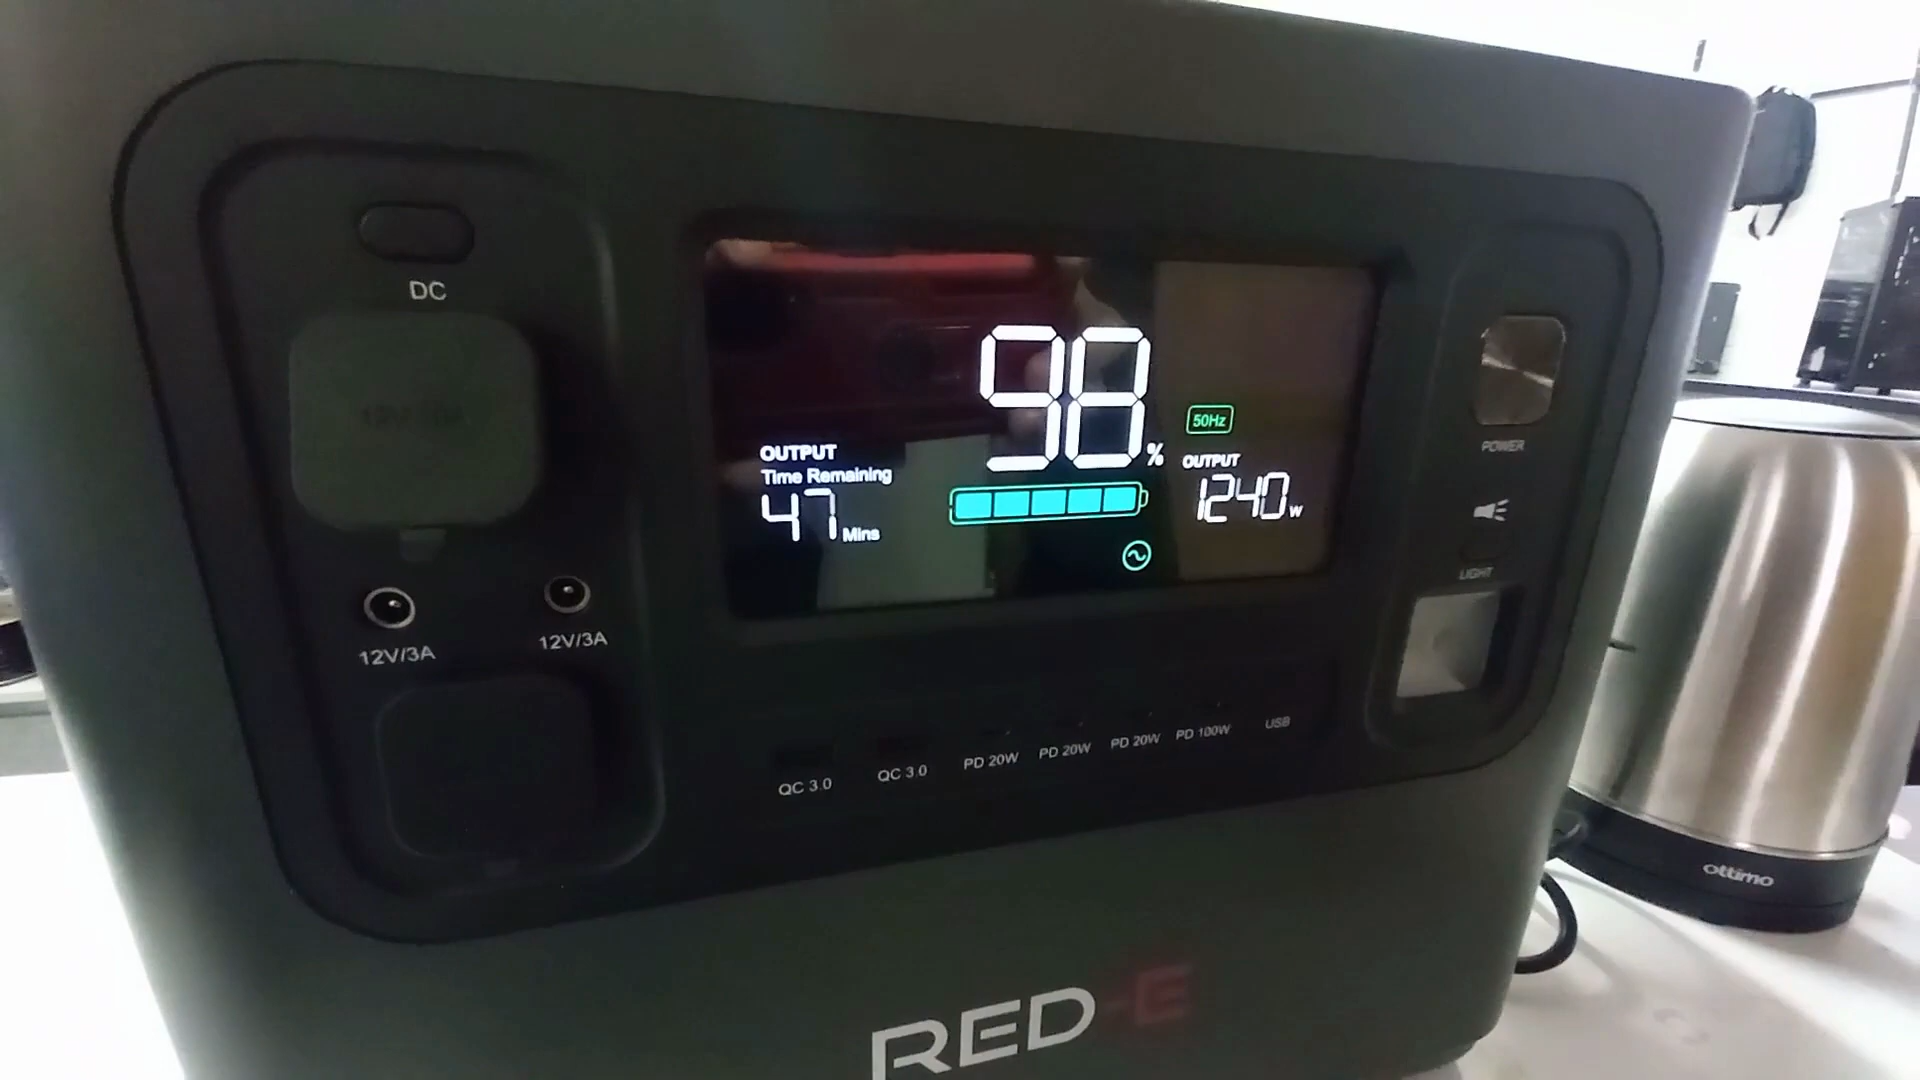 DC
12V/3A
12V/3A
98%
50Hz
OUTPUT
Time Remaining
47 Mins
OUTPUT
1240w
POWER
LIGHT
QC 3.0
QC 3.0
PD 20W
PD 20W
PD 20W
PD 100W
USB
RED-E
ottimo